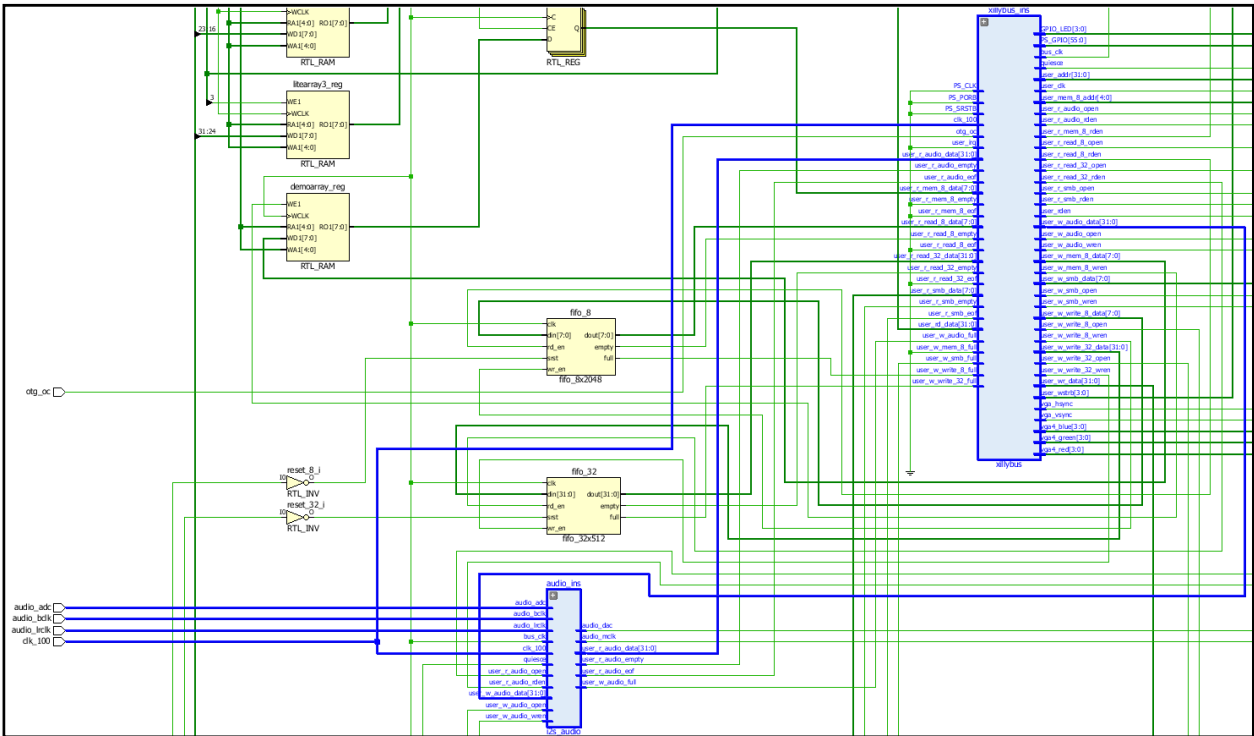 >WCLK
RA1[4:0] RO1[7:0]
WD1[7:0]
WA1[4:0]
RTL_RAM
23:16
>C
CE
D
Q
RTL_REG
litearray3_reg
WE1
>WCLK
RA1[4:0] RO1[7:0]
WD1[7:0]
WA1[4:0]
RTL_RAM
3
31:24
demoarray_reg
WE1
>WCLK
RA1[4:0] RO1[7:0]
WD1[7:0]
WA1[4:0]
RTL_RAM
xillybus_ins
PS_CLK
PS_PORB
PS_SRSTB
clk_100
otg_oc
user_irq
user_r_audio_data[31:0]
user_r_audio_empty
user_r_audio_eof
user_r_mem_8_data[7:0]
user_r_mem_8_empty
user_r_mem_8_eof
user_r_read_8_data[7:0]
user_r_read_8_empty
user_r_read_8_eof
user_r_read_32_data[31:0]
user_r_read_32_empty
user_r_read_32_eof
user_r_smb_data[7:0]
user_r_smb_empty
user_r_smb_eof
user_rd_data[31:0]
user_w_audio_full
user_w_mem_8_full
user_w_smb_full
user_w_write_8_full
user_w_write_32_full
GPIO_LED[3:0]
PS_GPIO[55:0]
bus_clk
quiesce
user_addr[31:0]
user_clk
user_mem_8_addr[4:0]
user_r_audio_open
user_r_audio_rden
user_r_mem_8_rden
user_r_read_8_open
user_r_read_8_rden
user_r_read_32_open
user_r_read_32_rden
user_r_smb_open
user_r_smb_rden
user_rden
user_w_audio_data[31:0]
user_w_audio_open
user_w_audio_wren
user_w_mem_8_data[7:0]
user_w_mem_8_wren
user_w_smb_data[7:0]
user_w_smb_open
user_w_smb_wren
user_w_write_8_data[7:0]
user_w_write_8_open
user_w_write_8_wren
user_w_write_32_data[31:0]
user_w_write_32_open
user_w_write_32_wren
user_wr_data[31:0]
user_wstrb[3:0]
vga_hsync
vga_vsync
vga4_blue[3:0]
vga4_green[3:0]
vga4_red[3:0]
xillybus
fifo_8
clk
din[7:0] dout[7:0]
rd_en empty
srst full
wr_en
fifo_8x2048
otg_oc
reset_8_i
I0 O
RTL_INV
reset_32_i
I0 O
RTL_INV
fifo_32
clk
din[31:0] dout[31:0]
rd_en empty
srst full
wr_en
fifo_32x512
audio_adc
audio_bclk
audio_lrclk
clk_100
audio_ins
audio_adc
audio_bclk
audio_lrclk
bus_clk
clk_100
quiesce
user_r_audio_open
user_r_audio_rden
user_w_audio_data[31:0]
user_w_audio_open
user_w_audio_wren
audio_dac
audio_mclk
user_r_audio_data[31:0]
user_r_audio_empty
user_r_audio_eof
user_w_audio_full
i2s_audio